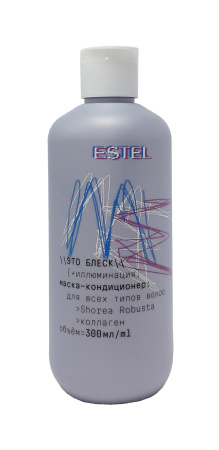 ESTEL
\\ЭТО БЛЕСК\\
[+иллюминация]
маска-кондиционер:
для всех типов волос
>Shorea Robusta
>коллаген
объём=300мл/ml